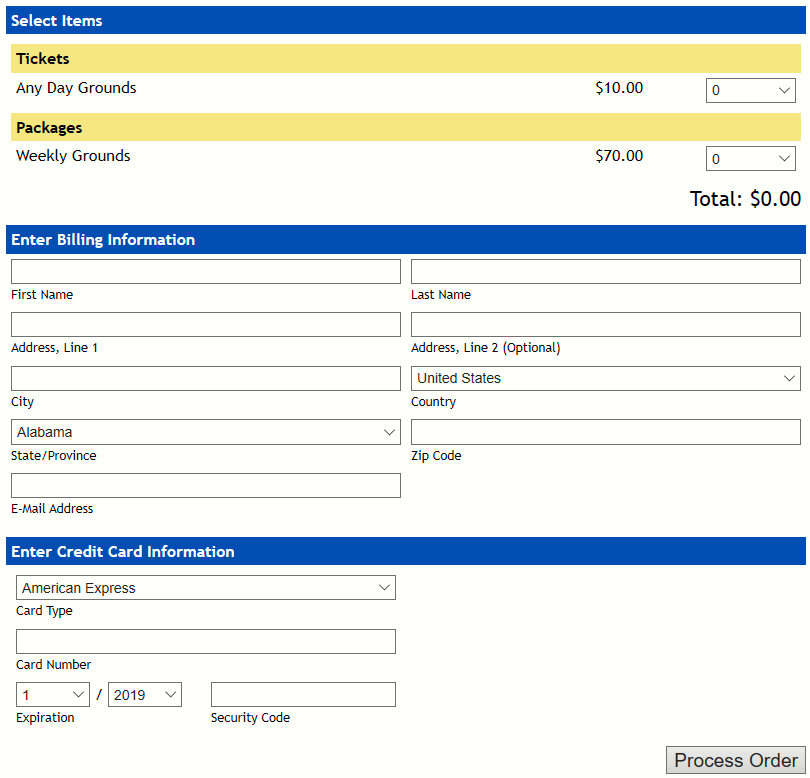 Select Items
Tickets
Any Day Grounds $10.00 0
Packages
Weekly Grounds $70.00 0
Total: $0.00
Enter Billing Information
First Name Last Name
Address, Line 1 Address, Line 2 (Optional)
United States
City Country
Alabama
State/Province Zip Code
E-Mail Address
Enter Credit Card Information
American Express
Card Type
Card Number
1 / 2019
Expiration Security Code
Process Order